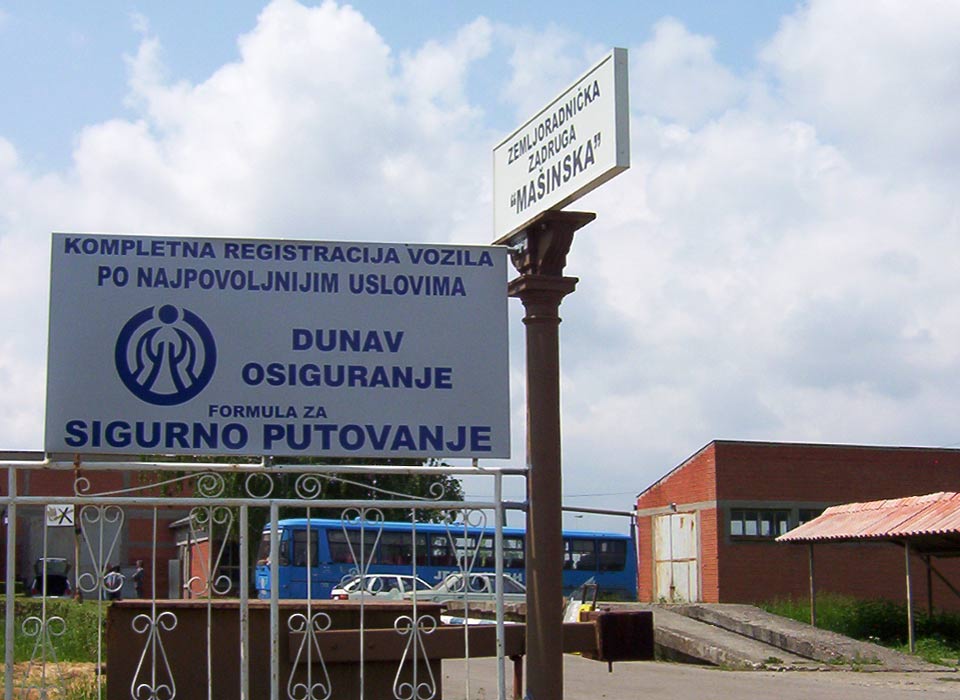 ZEMLJORADNIČKA
ZADRUGA
“MAŠINSKA”
KOMPLETNA REGISTRACIJA VOZILA
PO NAJPOVOLJNIJIM USLOVIMA
DUNAV
OSIGURANJE
FORMULA ZA
SIGURNO PUTOVANJE